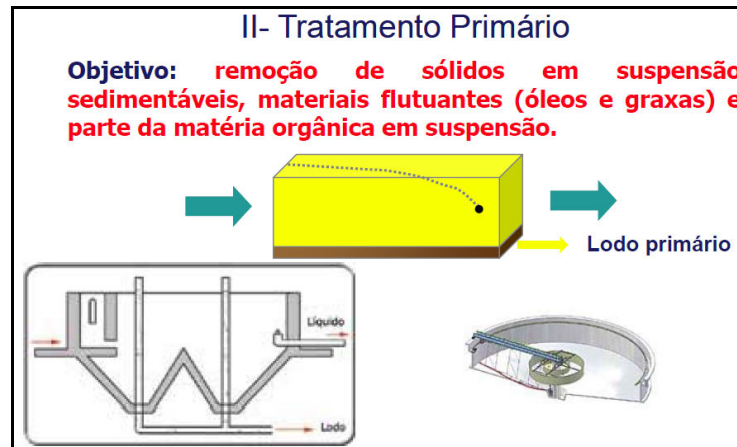 II- Tratamento Primário
Objetivo: remoção de sólidos em suspensão
sedimentáveis, materiais flutuantes (óleos e graxas) e
parte da matéria orgânica em suspensão.
Lodo primário
Líquido
Lodo